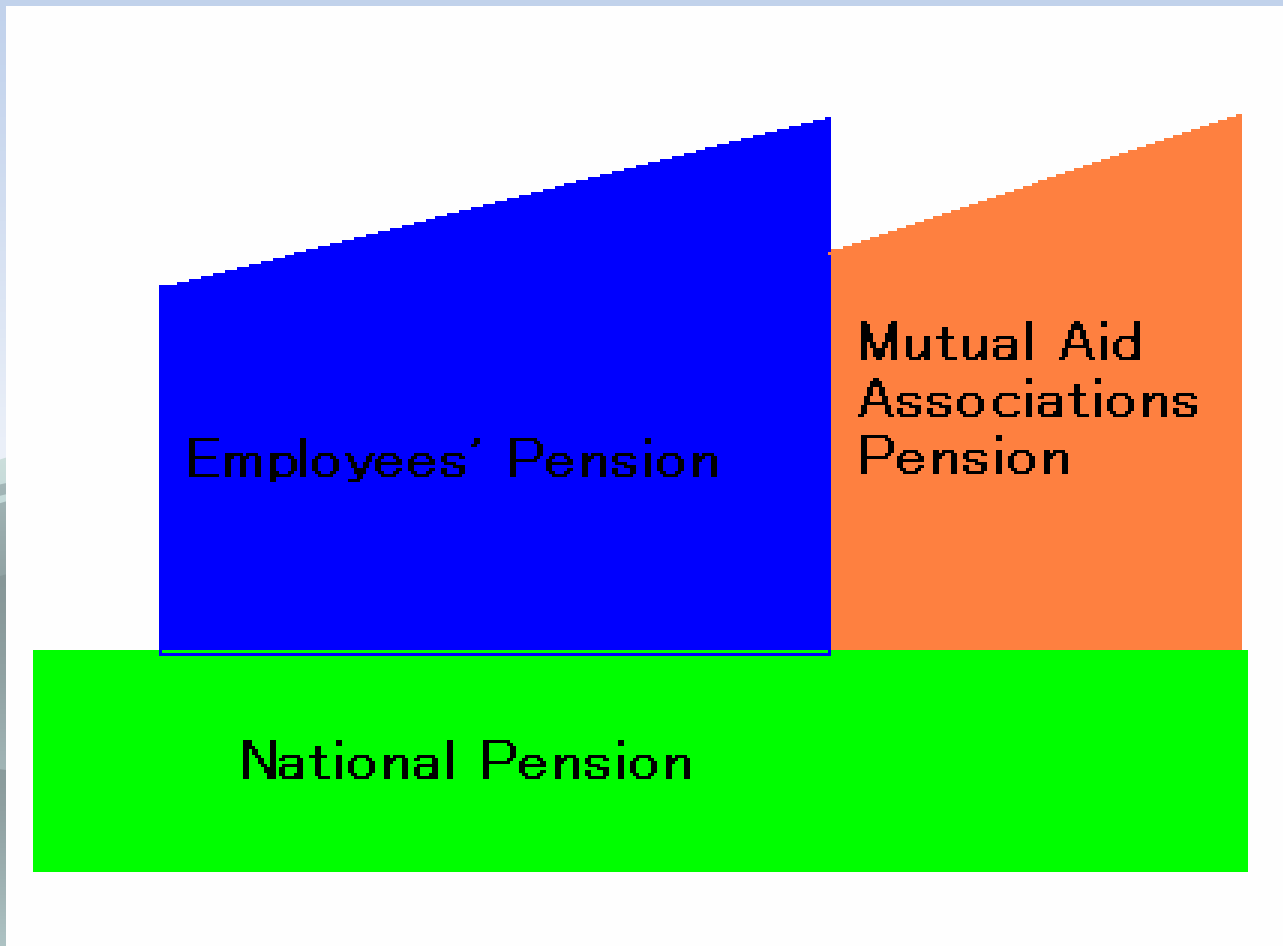 Mutual Aid
Associations
Pension
Employees' Pension
National Pension